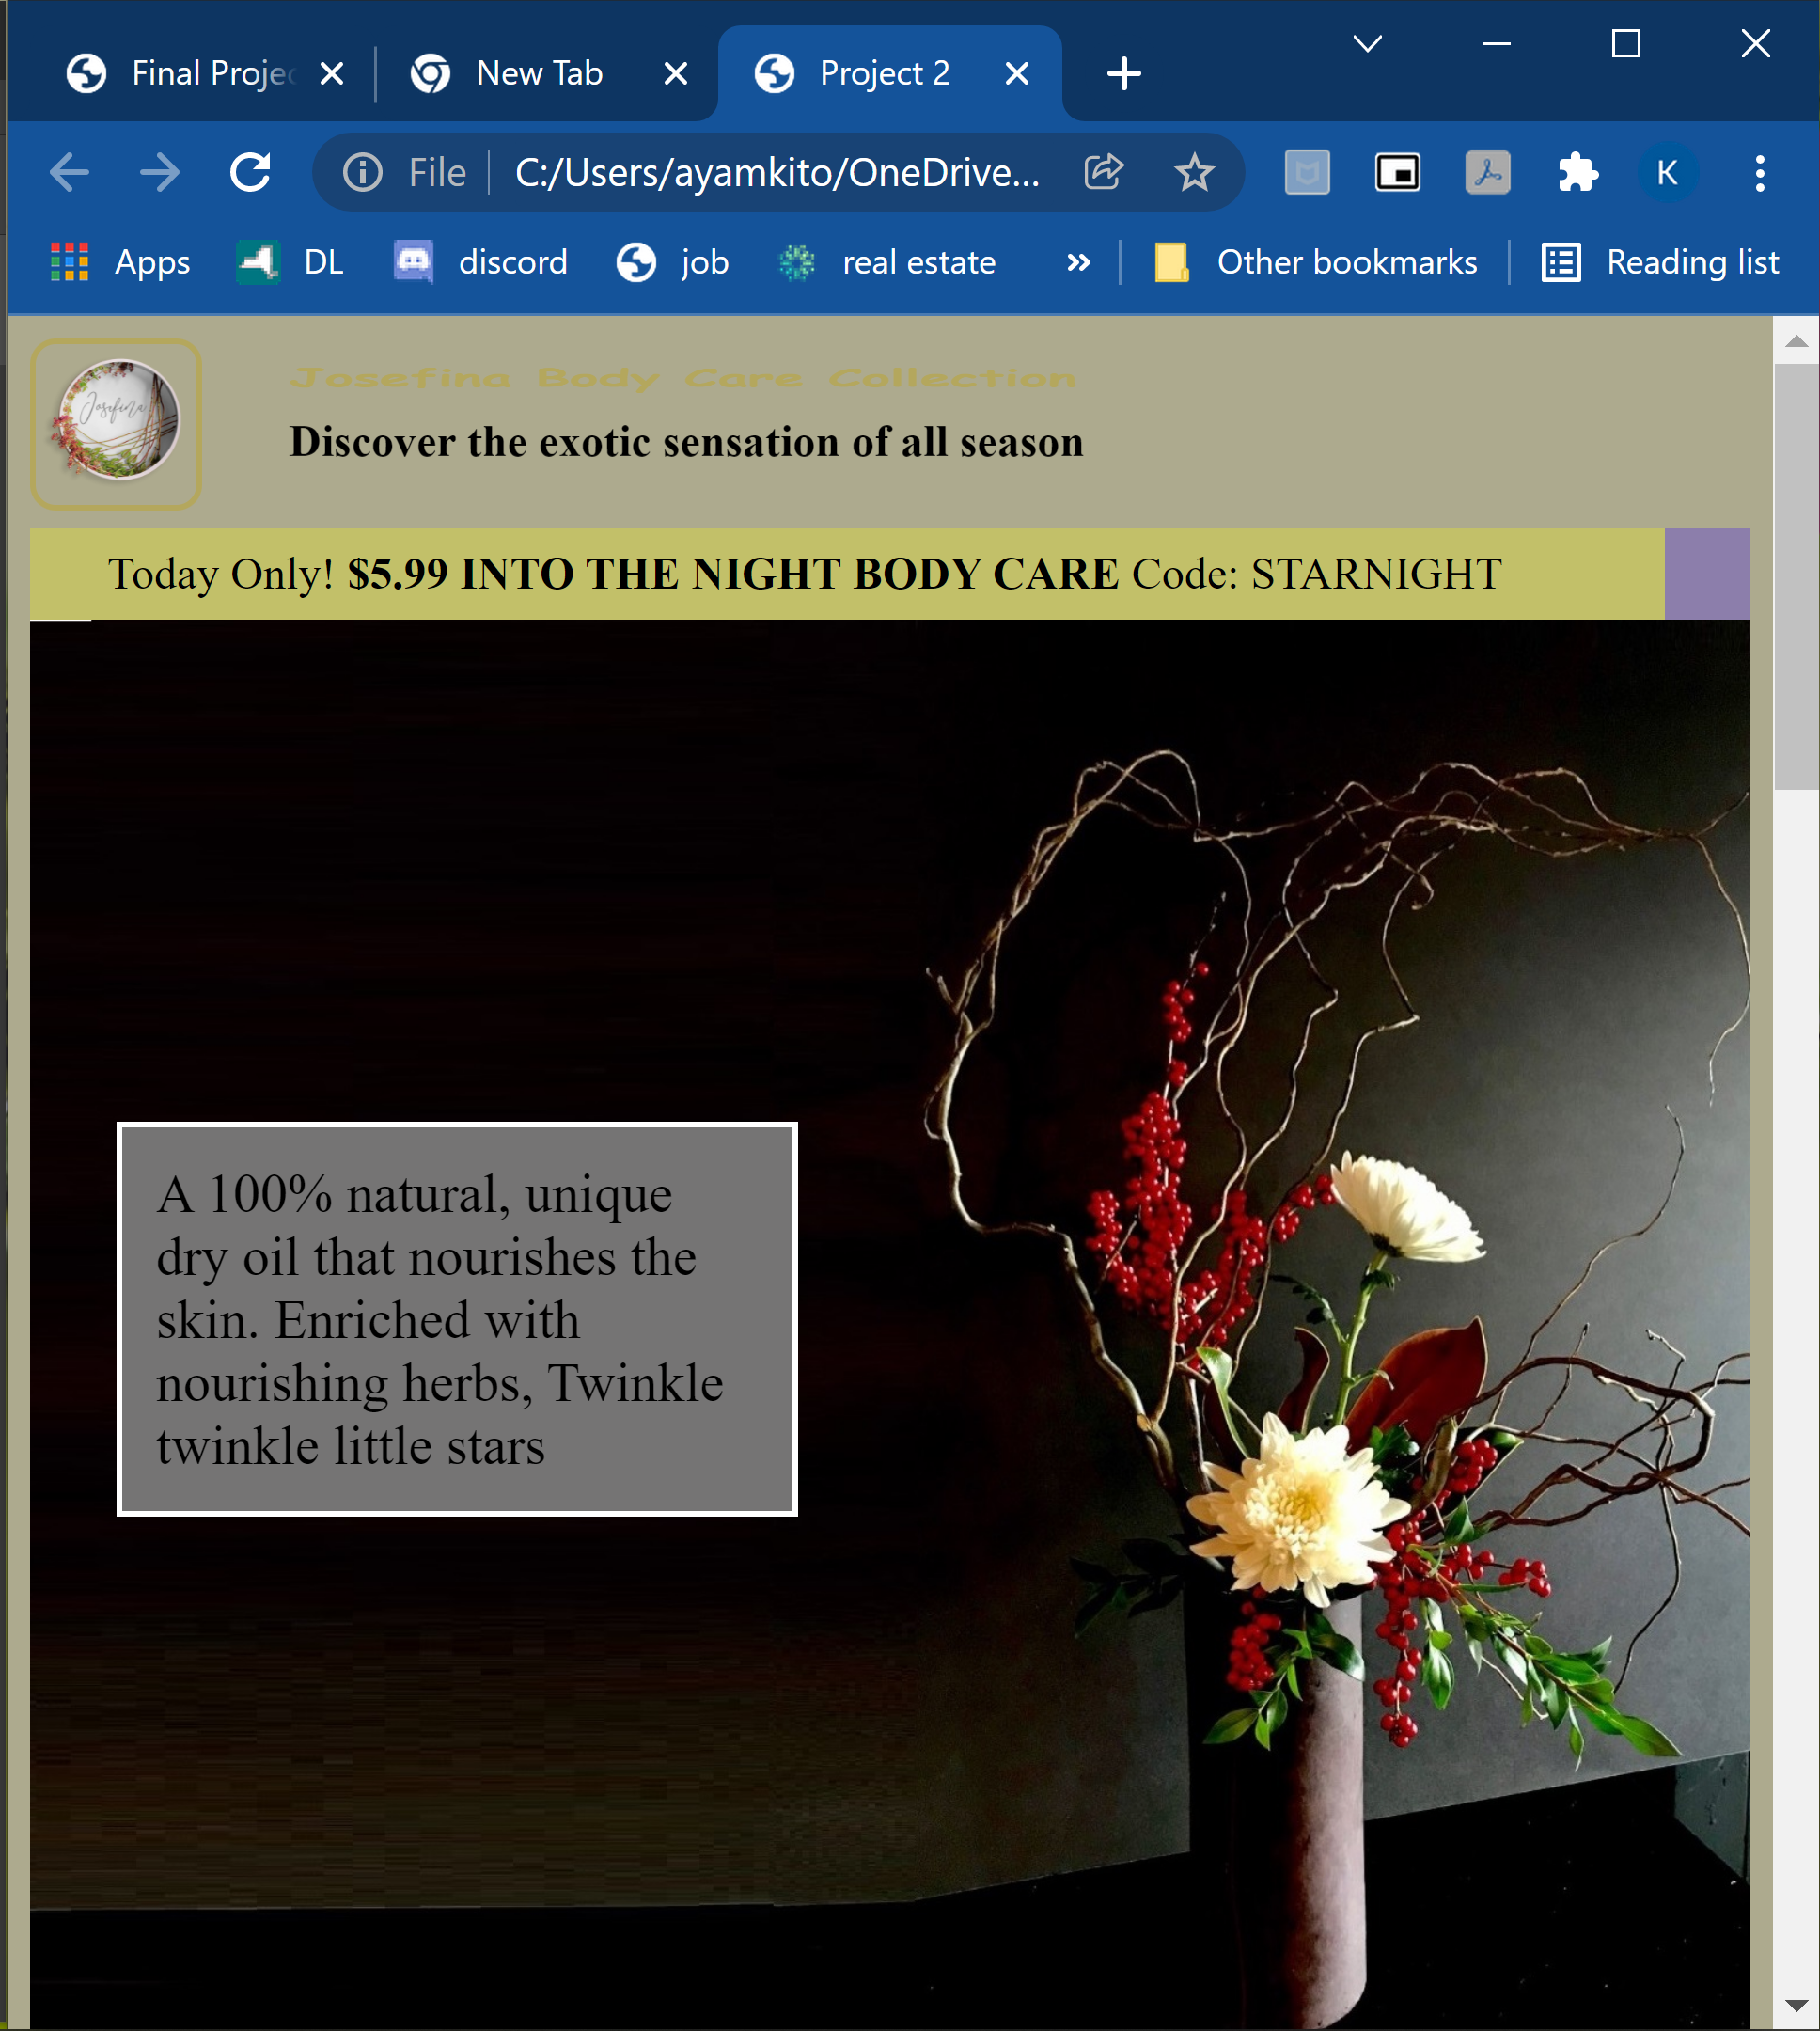 Final Proje
New Tab
Project 2
File
C:/Users/ayamkito/OneDrive...
K
Apps
DL
discord
job
real estate
»
Other bookmarks
Reading list
Josefina
Josefina Body Care Collection
Discover the exotic sensation of all season
Today Only! $5.99 INTO THE NIGHT BODY CARE Code: STARNIGHT
A 100% natural, unique
dry oil that nourishes the
skin. Enriched with
nourishing herbs, Twinkle
twinkle little stars